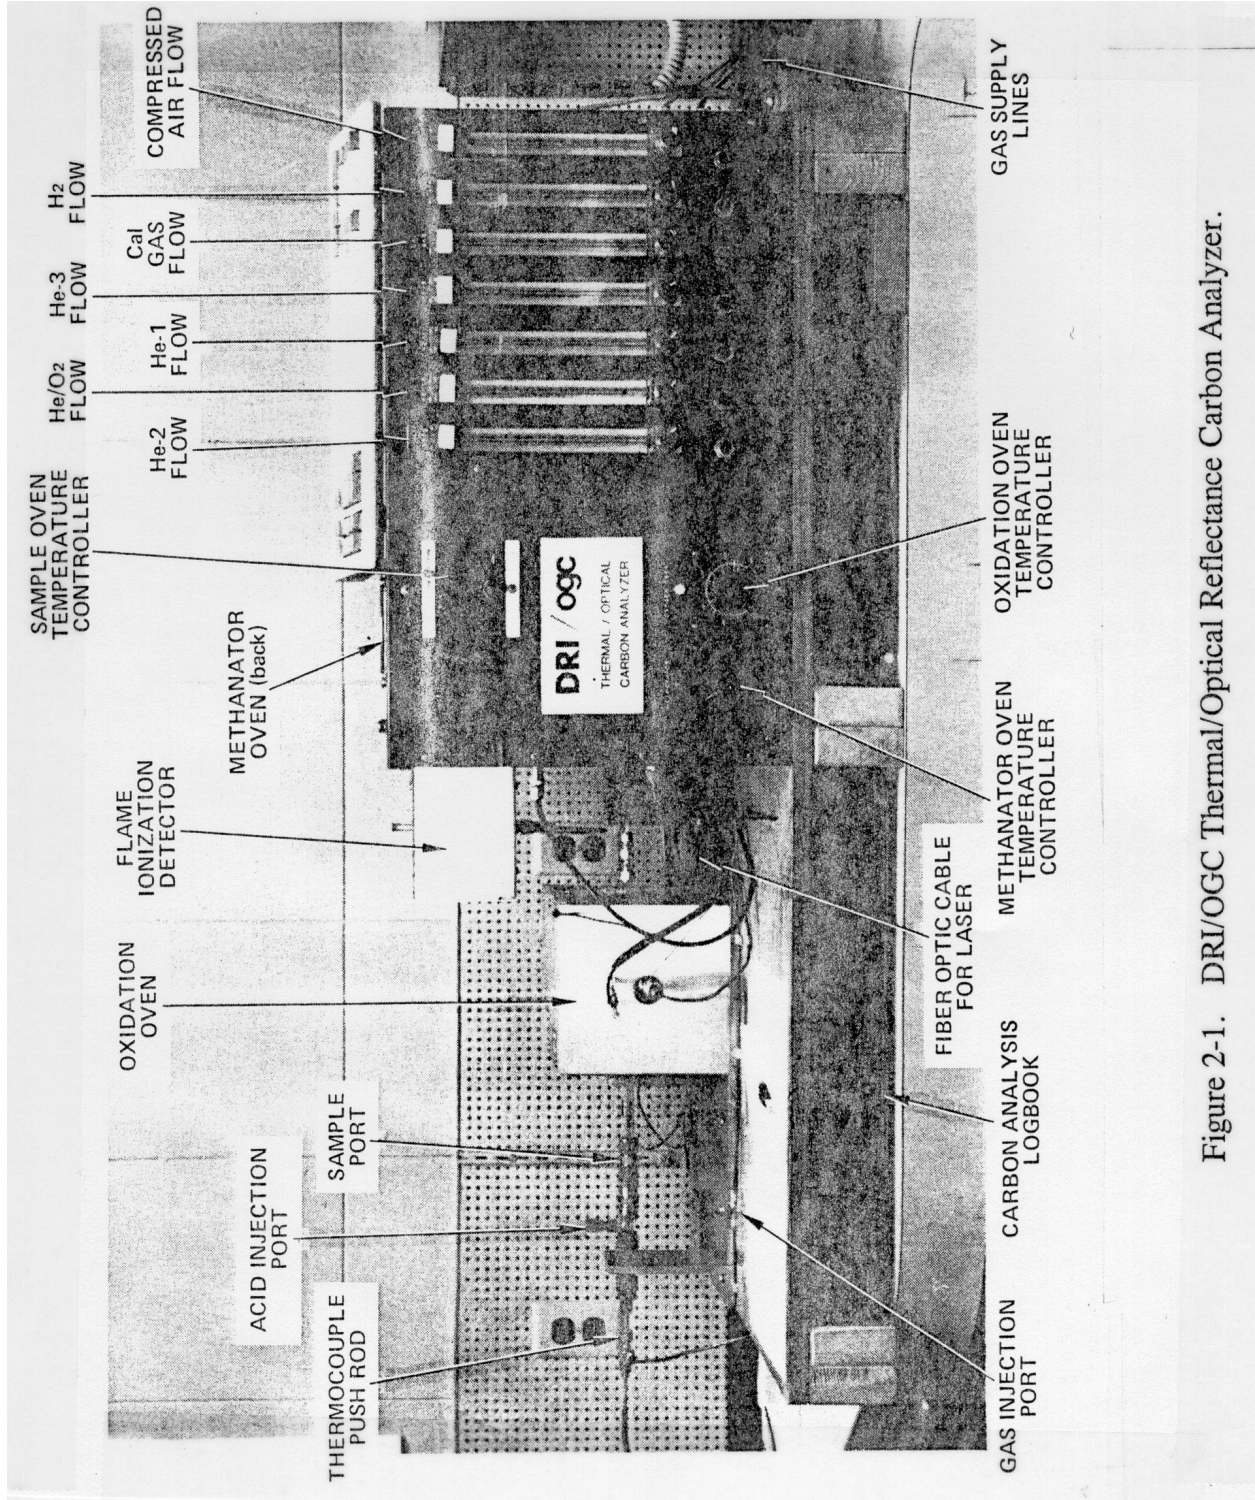 SAMPLE OVEN
TEMPERATURE
CONTROLLER
He/O2
FLOW
He-3
FLOW
H2
FLOW
METHANATOR
OVEN (back)
He-2
FLOW
He-1
FLOW
Cal
GAS
FLOW
COMPRESSED
AIR FLOW
FLAME
IONIZATION
DETECTOR
OXIDATION
OVEN
ACID INJECTION
PORT
SAMPLE
PORT
THERMOCOUPLE
PUSH ROD
DRI/ogc
THERMAL / OPTICAL
CARBON ANALYZER
FIBER OPTIC CABLE
FOR LASER
GAS INJECTION
PORT
CARBON ANALYSIS
LOGBOOK
METHANATOR OVEN
TEMPERATURE
CONTROLLER
OXIDATION OVEN
TEMPERATURE
CONTROLLER
GAS SUPPLY
LINES
Figure 2-1. DRI/OGC Thermal/Optical Reflectance Carbon Analyzer.